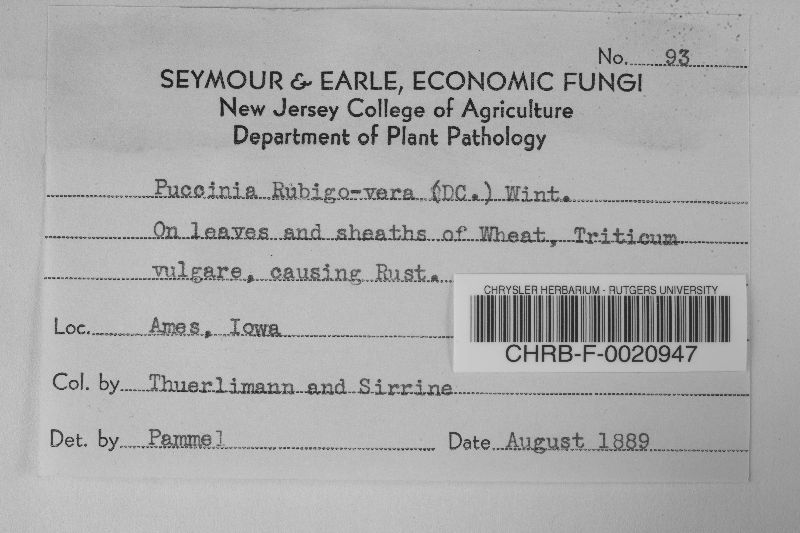 No. 93
SEYMOUR & EARLE, ECONOMIC FUNGI
New Jersey College of Agriculture
Department of Plant Pathology
Puccinia Rubigo-vera (DC.) Wint.
On leaves and sheaths of Wheat, Triticum
vulgare, causing Rust.
CHRYSLER HERBARIUM - RUTGERS UNIVERSITY
CHRB-F-0020947
Loc. Ames, Iowa
Col. by Thuerlimann and Sirrine
Det. by Pammel Date August 1889